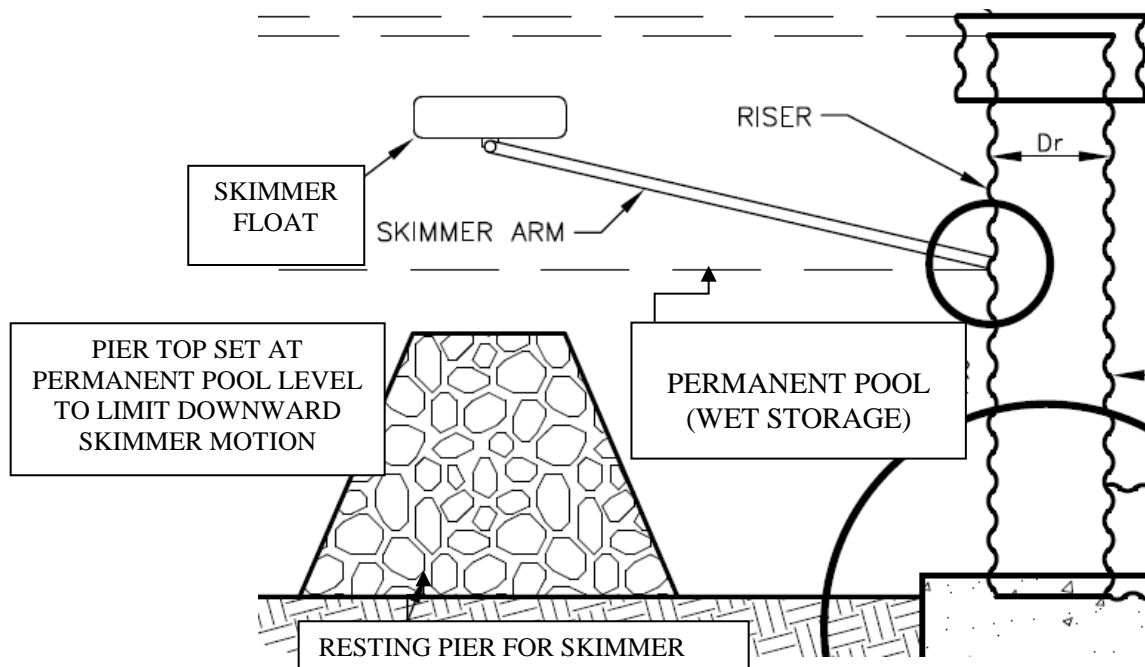 RISER
Dr
SKIMMER
FLOAT
SKIMMER ARM
PIER TOP SET AT
PERMANENT POOL LEVEL
TO LIMIT DOWNWARD
SKIMMER MOTION
PERMANENT POOL
(WET STORAGE)
RESTING PIER FOR SKIMMER